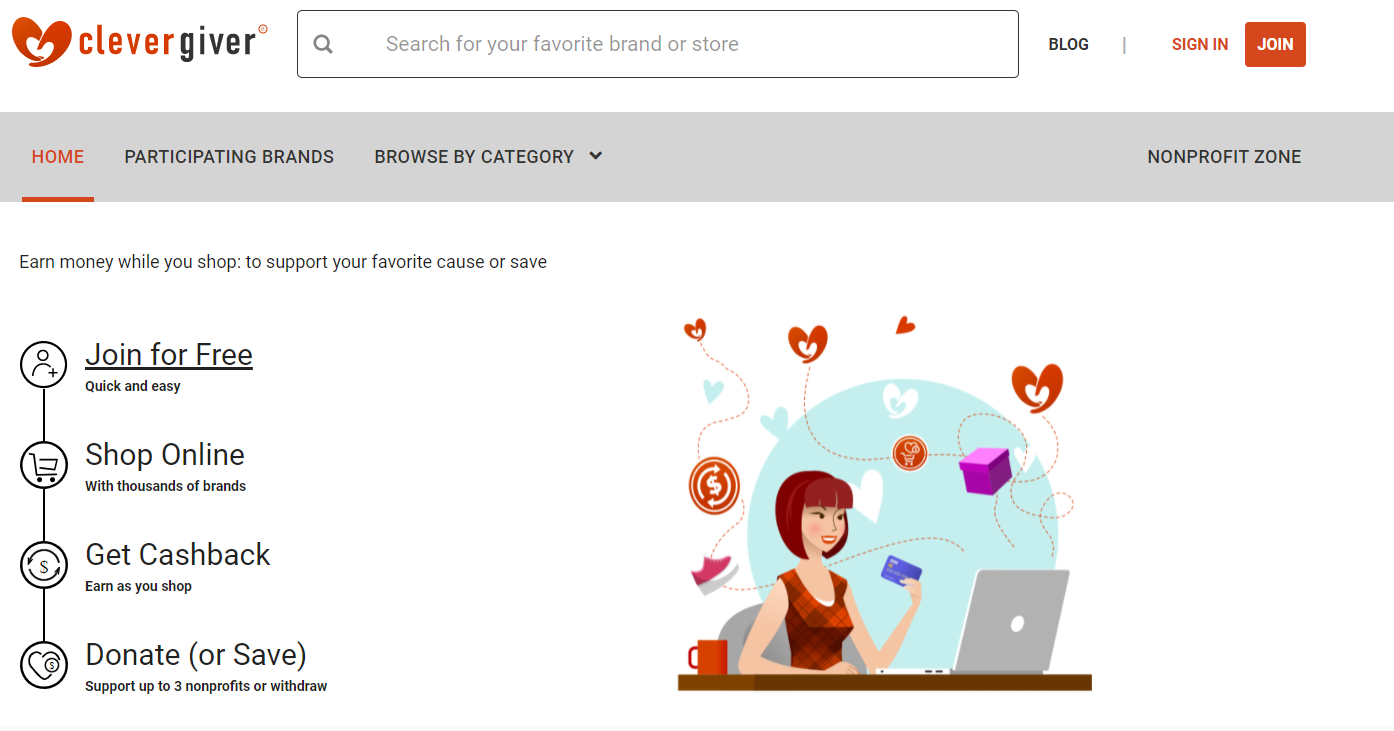 clevergiver
Search for your favorite brand or store
BLOG | SIGN IN JOIN
HOME PARTICIPATING BRANDS BROWSE BY CATEGORY NONPROFIT ZONE
Earn money while you shop: to support your favorite cause or save
Join for Free
Quick and easy
Shop Online
With thousands of brands
$
Get Cashback
Earn as you shop
$
Donate (or Save)
Support up to 3 nonprofits or withdraw
$